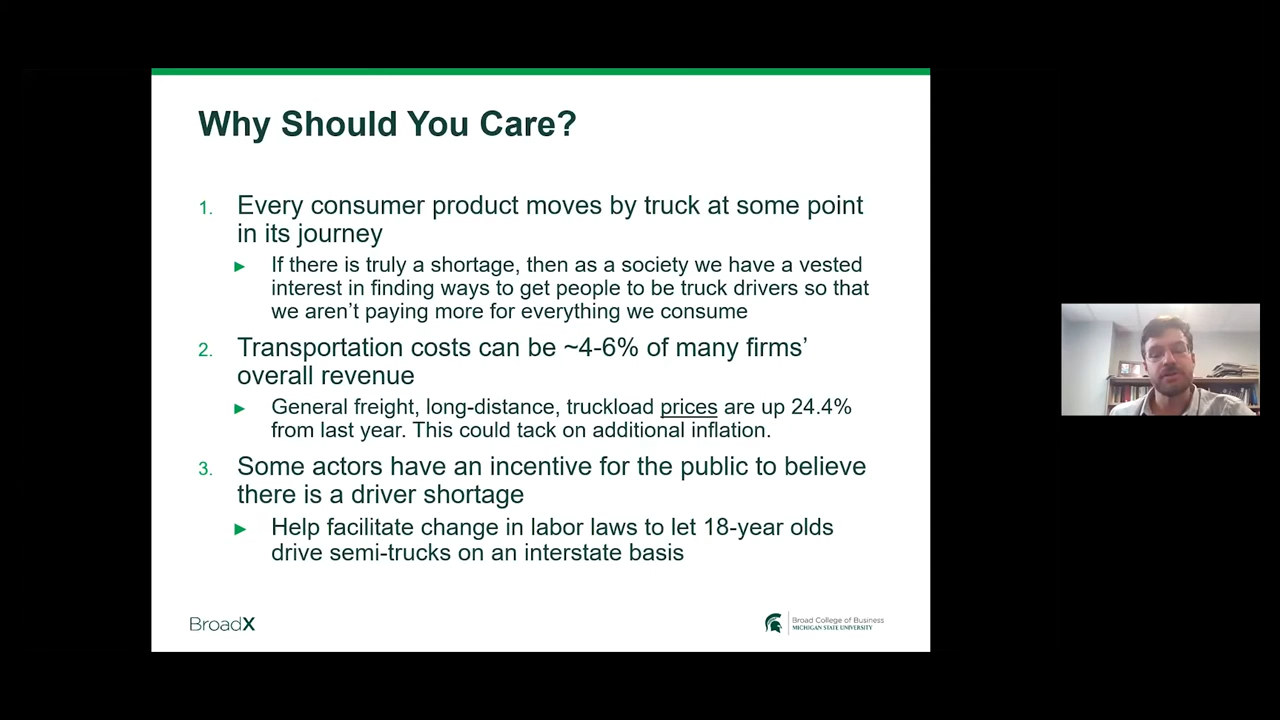 Why Should You Care?
1. Every consumer product moves by truck at some point
in its journey
► If there is truly a shortage, then as a society we have a vested
interest in finding ways to get people to be truck drivers so that
we aren’t paying more for everything we consume
2. Transportation costs can be ~4-6% of many firms’
overall revenue
► General freight, long-distance, truckload prices are up 24.4%
from last year. This could tack on additional inflation.
3. Some actors have an incentive for the public to believe
there is a driver shortage
► Help facilitate change in labor laws to let 18-year olds
drive semi-trucks on an interstate basis
BroadX
Broad College of Business
MICHIGAN STATE UNIVERSITY